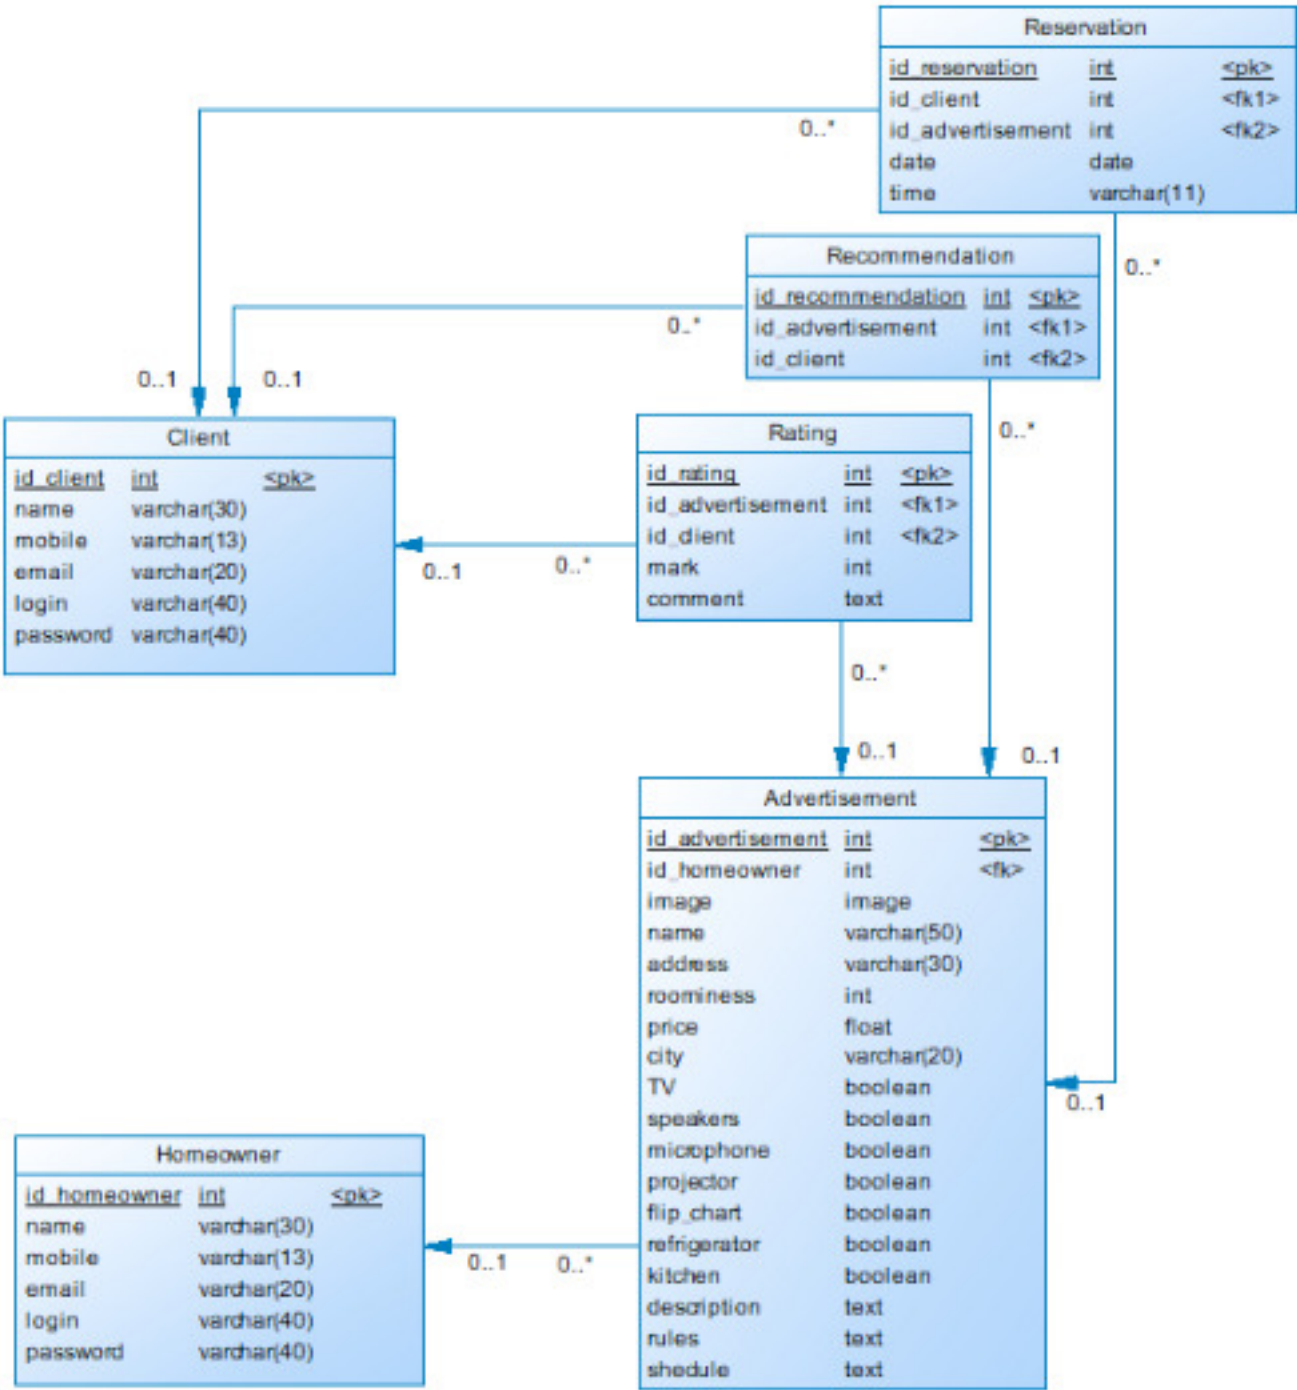 Reservation
id_reservation int <pk>
id_client int <fk1>
id_advertisement int <fk2>
date date
time varchar(11)
0..*
0..*
Recommendation
id_recommendation int <pk>
id_advertisement int <fk1>
id_client int <fk2>
0..*
0..1
0..1
0..*
Client
id_client int <pk>
name varchar(30)
mobile varchar(13)
email varchar(20)
login varchar(40)
password varchar(40)
Rating
id_rating int <pk>
id_advertisement int <fk1>
id_client int <fk2>
mark int
comment text
0..1
0..*
0..*
0..1
0..1
Advertisement
id_advertisement int <pk>
id_homeowner int <fk>
image image
name varchar(50)
address varchar(30)
roominess int
price float
city varchar(20)
TV boolean
speakers boolean
microphone boolean
projector boolean
flip_chart boolean
refrigerator boolean
kitchen boolean
description text
rules text
shedule text
0..1
Homeowner
id_homeowner int <pk>
name varchar(30)
mobile varchar(13)
email varchar(20)
login varchar(40)
password varchar(40)
0..1
0..*